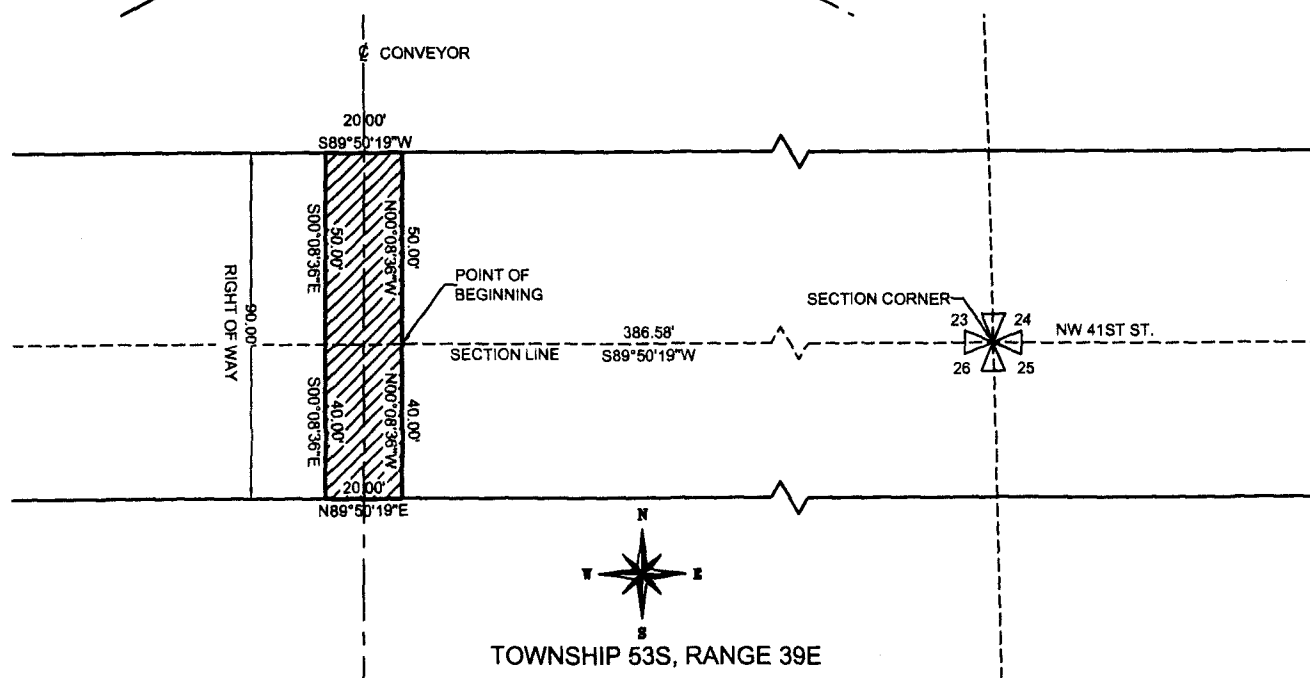 ℄ CONVEYOR
20.00'
S89°50'19"W
S00°08'36"E
50.00'
N00°08'36"W
50.00'
RIGHT OF WAY
90.00'
POINT OF
BEGINNING
SECTION LINE
386.58'
S89°50'19"W
SECTION CORNER
23
24
26
25
NW 41ST ST.
S00°08'36"E
40.00'
N00°08'36"W
40.00'
20.00'
N89°50'19"E
N
W
E
S
TOWNSHIP 53S, RANGE 39E